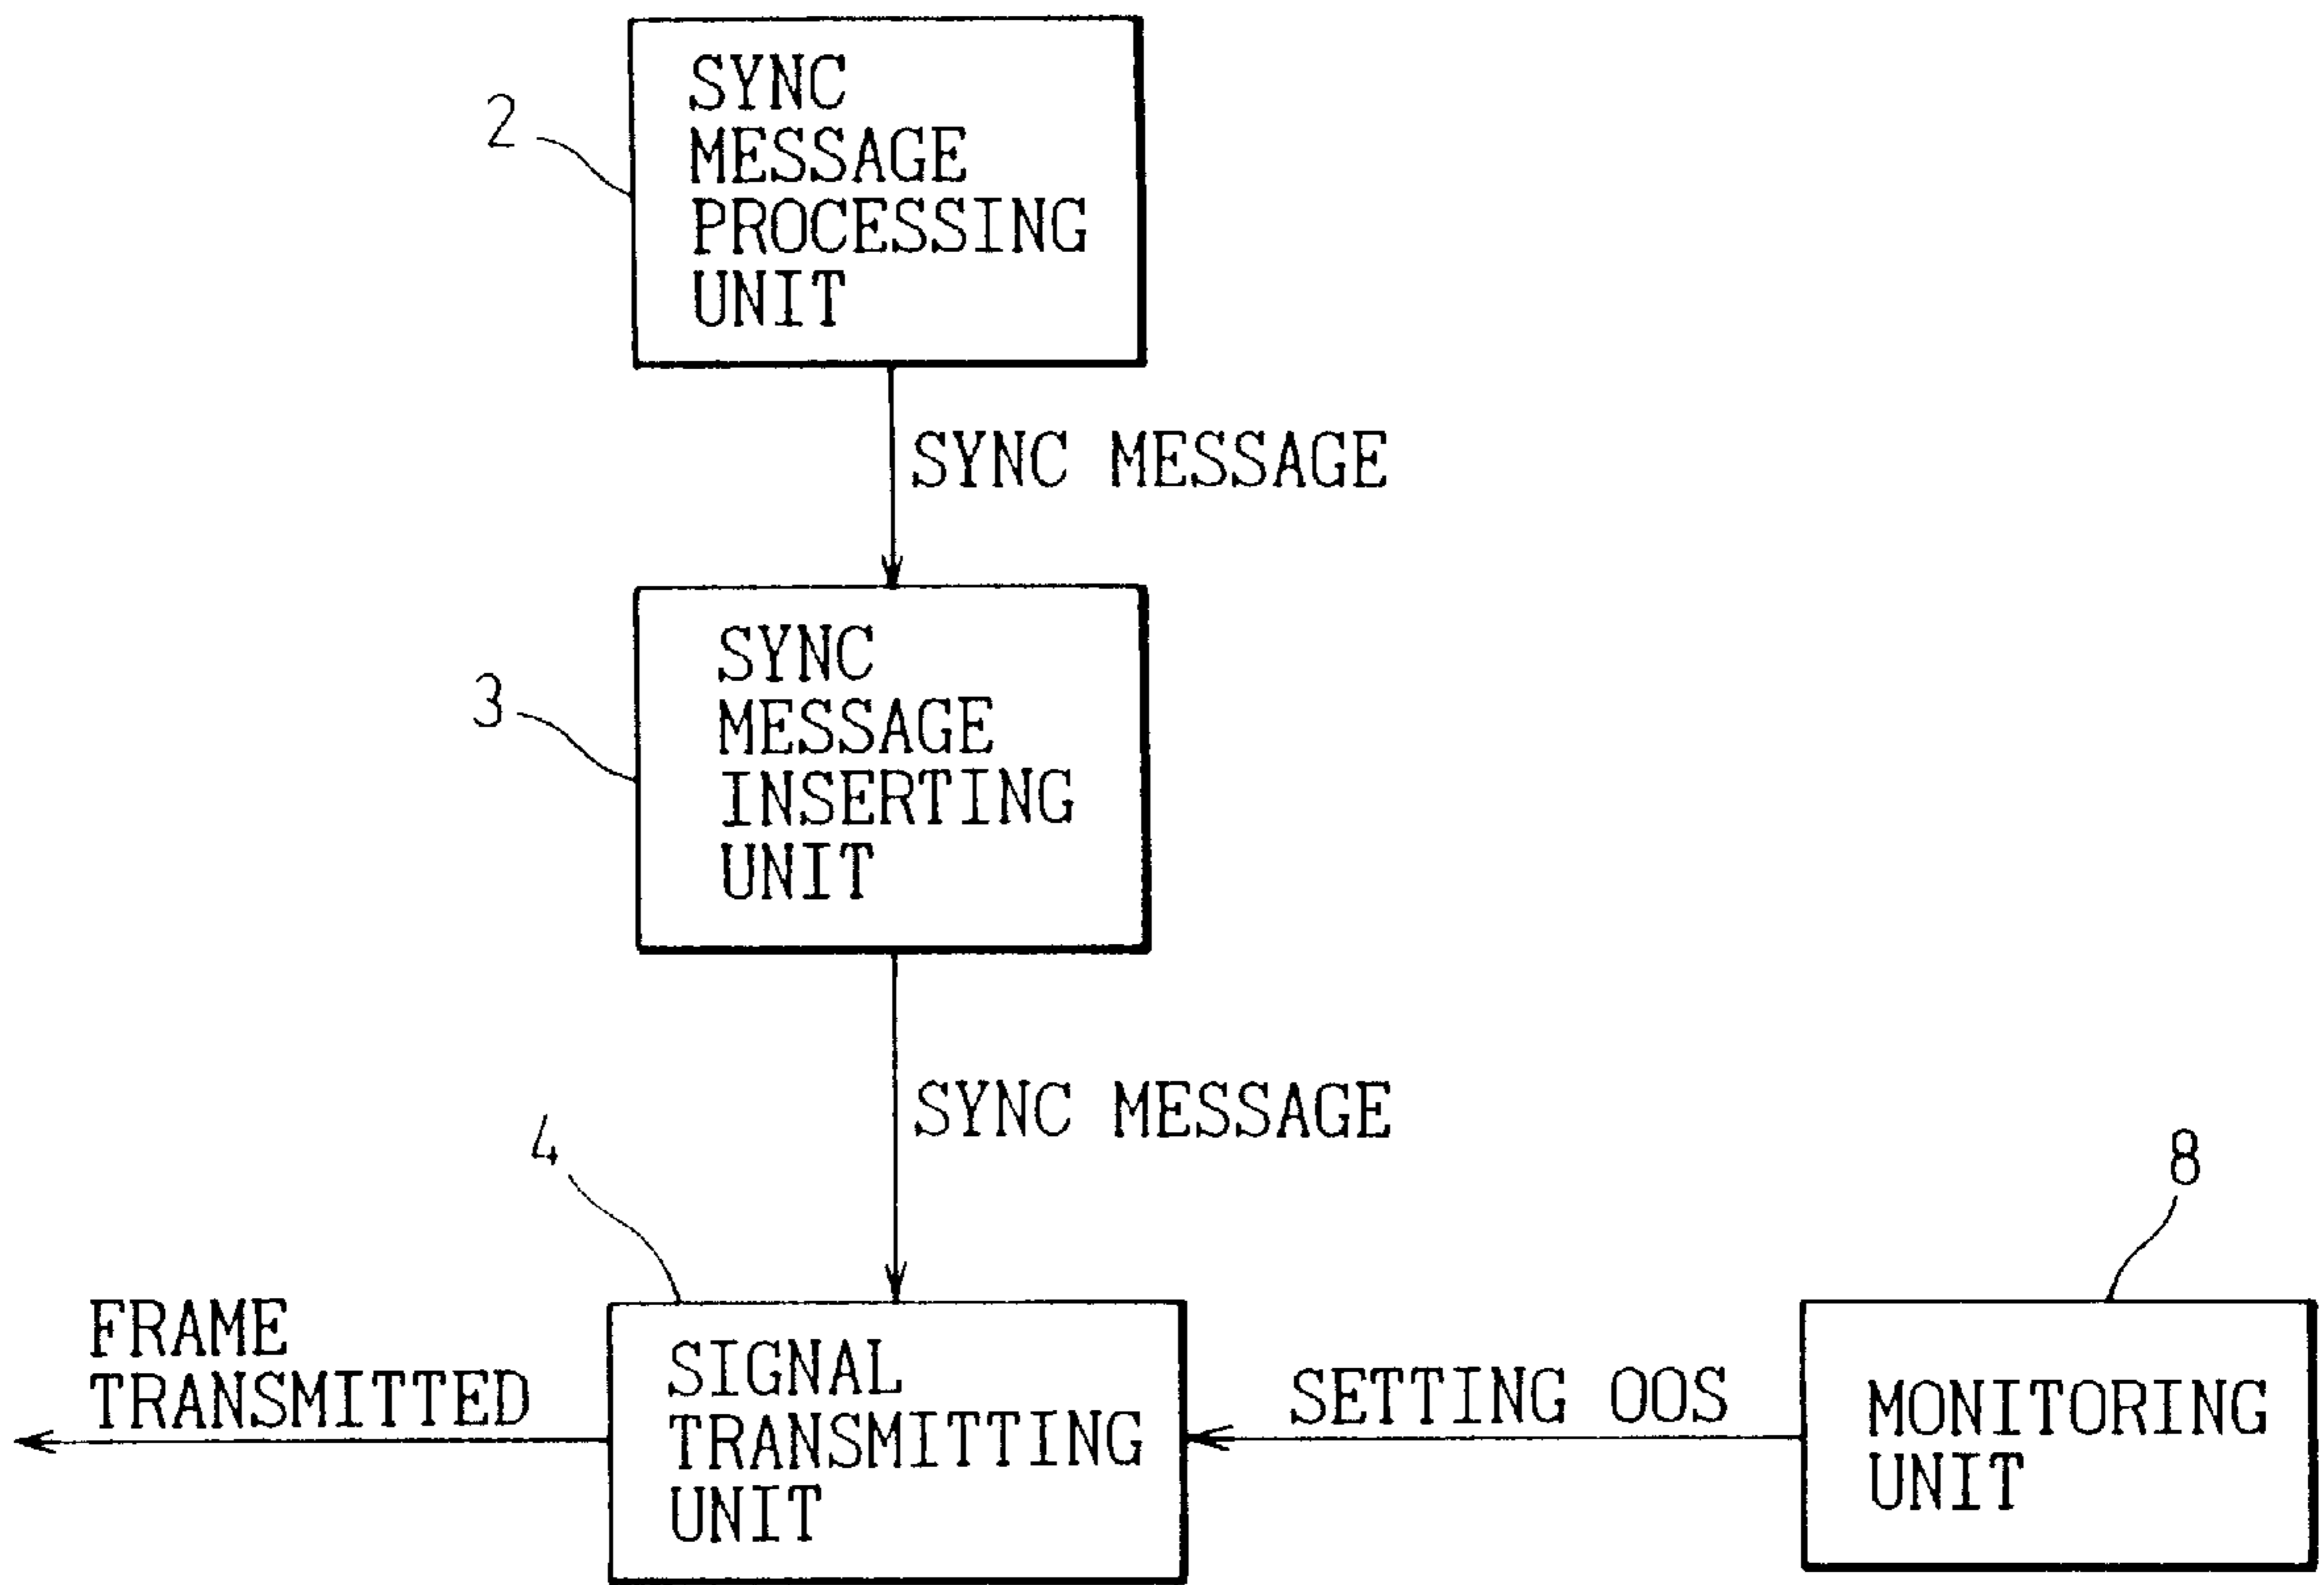 2
SYNC
MESSAGE
PROCESSING
UNIT
SYNC MESSAGE
3
SYNC
MESSAGE
INSERTING
UNIT
SYNC MESSAGE
4
8
FRAME
TRANSMITTED
SIGNAL
TRANSMITTING
UNIT
SETTING OOS
MONITORING
UNIT